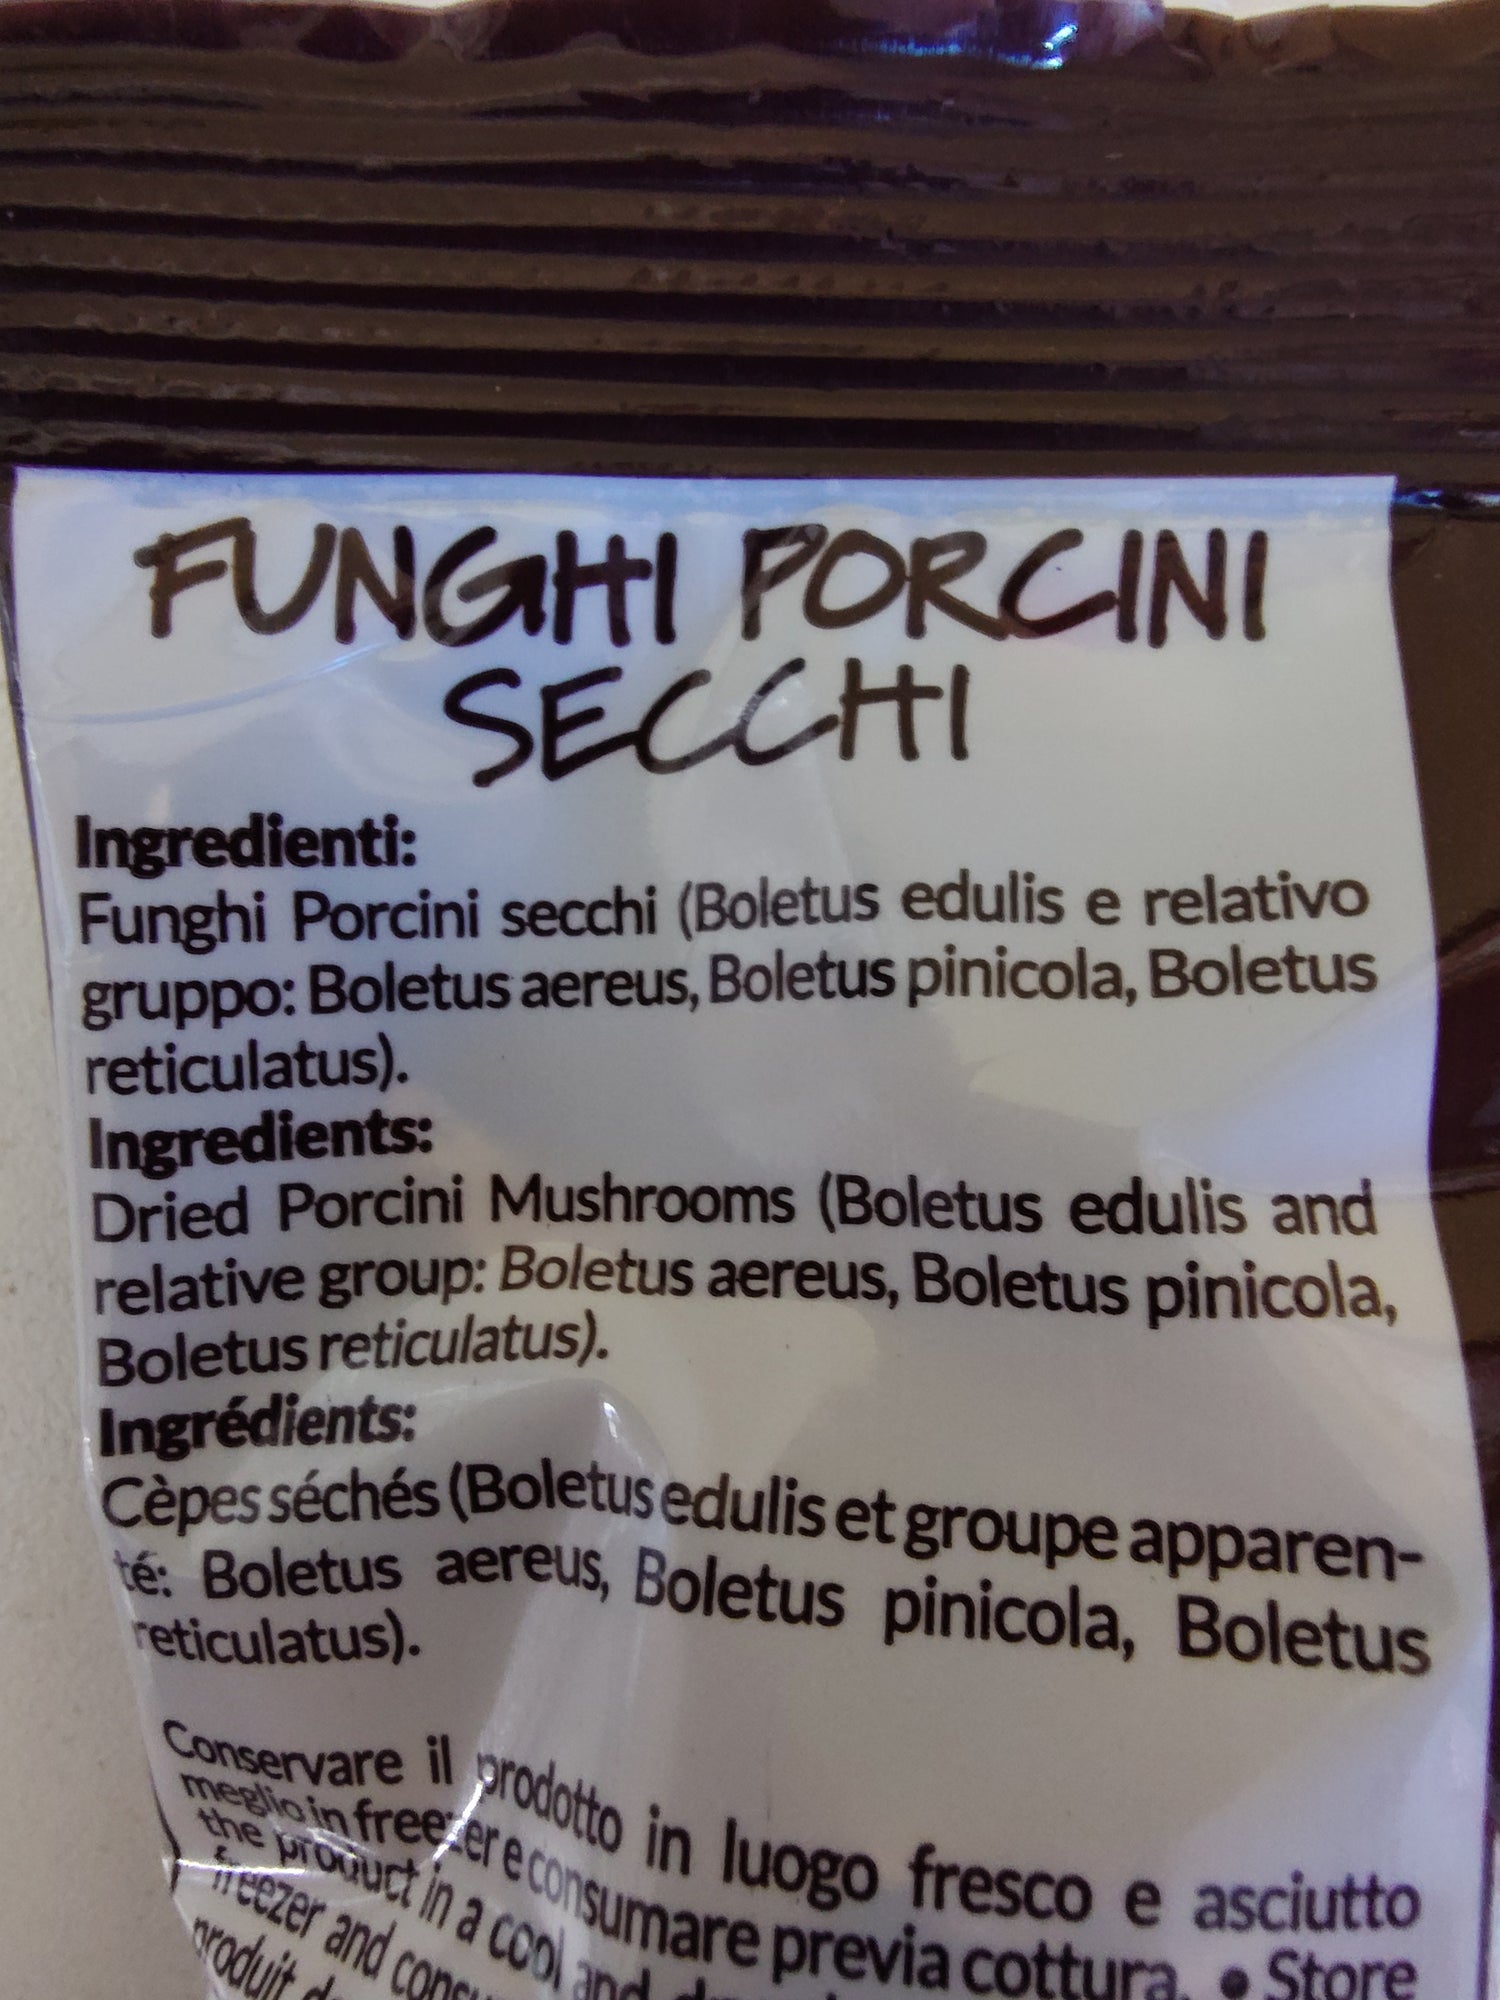 FUNGHI PORCINI
SECCHI
Ingredienti:
Funghi Porcini secchi (Boletus edulis e relativo
gruppo: Boletus aereus, Boletus pinicola, Boletus
reticulatus).
Ingredients:
Dried Porcini Mushrooms (Boletus edulis and
relative group: Boletus aereus, Boletus pinicola,
Boletus reticulatus).
Ingrédients:
Cèpes séchés (Boletus edulis et groupe apparen-
té: Boletus aereus, Boletus pinicola, Boletus
reticulatus).
Conservare il prodotto in luogo fresco e asciutto
meglio in freezer e consumare previa cottura. • Store
the product in a cool and
freezer and
produit